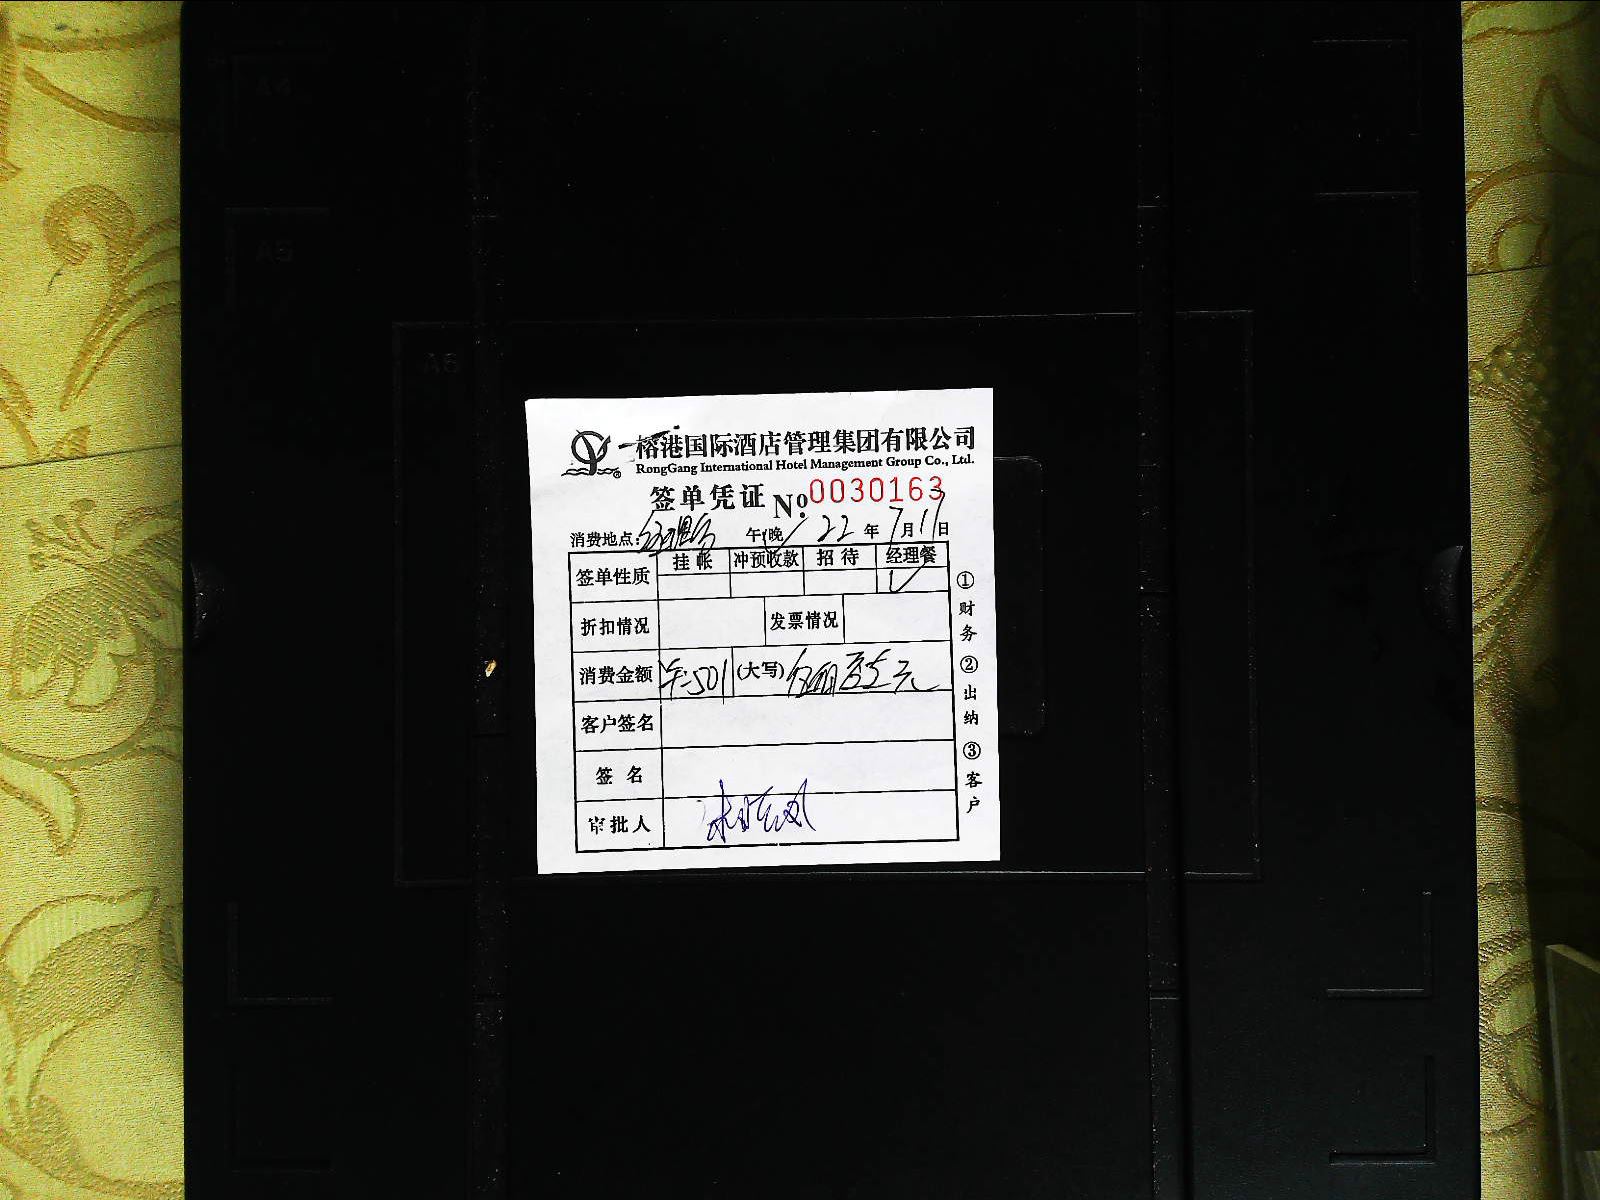 榕港国际酒店管理集团有限公司
RongGang International Hotel Management Group Co., Ltd.
签单凭证 No. 0030163
消费地点: 午/晚 22 年 7 月 17 日
签单性质 挂帐 冲预收款 招待 经理餐
折扣情况 发票情况
消费金额 (大写) 元
客户签名
签名
审批人
①财务 ②出纳 ③客户
A5
A6